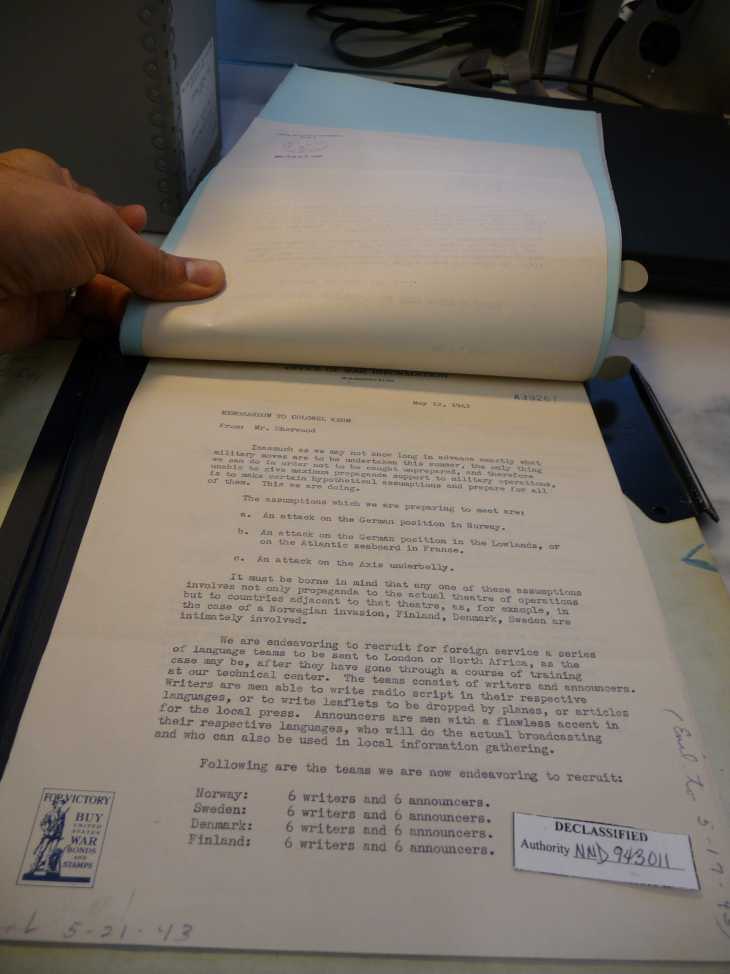 OFFICE OF WAR INFORMATION
WASHINGTON
May 12, 1943
A39267
MEMORANDUM TO COLONEL
From: Mr. Sherwood
Inasmuch as we may not know long in advance exactly what
military moves are to be undertaken this summer, the only thing
we can do in order not to be caught unprepared, and therefore
unable to give maximum propaganda support to military operations,
is to make certain hypothetical assumptions and prepare for all
of them. This we are doing.
The assumptions which we are preparing to meet are:
a. An attack on the German position in Norway.
b. An attack on the German position in the Lowlands, or
on the Atlantic seaboard in France.
c. An attack on the Axis underbelly.
It must be borne in mind that any one of these assumptions
involves not only propaganda to the actual theatre of operations
but to countries adjacent to that theatre, as, for example, in
the case of a Norwegian invasion, Finland, Denmark, Sweden are
intimately involved.
We are endeavoring to recruit for foreign service a series
of language teams to be sent to London or North Africa, as the
case may be, after they have gone through a course of training
at our technical center. The teams consist of writers and announcers.
Writers are men able to write radio script in their respective
languages, or to write leaflets to be dropped by planes, or articles
for the local press. Announcers are men with a flawless accent in
their respective languages, who will do the actual broadcasting
and who can also be used in local information gathering.
Following are the teams we are now endeavoring to recruit:
Norway: 6 writers and 6 announcers.
Sweden: 6 writers and 6 announcers.
Denmark: 6 writers and 6 announcers.
Finland: 6 writers and 6 announcers.
FOR VICTORY
BUY
UNITED
STATES
WAR
BONDS
AND
STAMPS
DECLASSIFIED
Authority NND 943011
5-17-43)
5-21-43